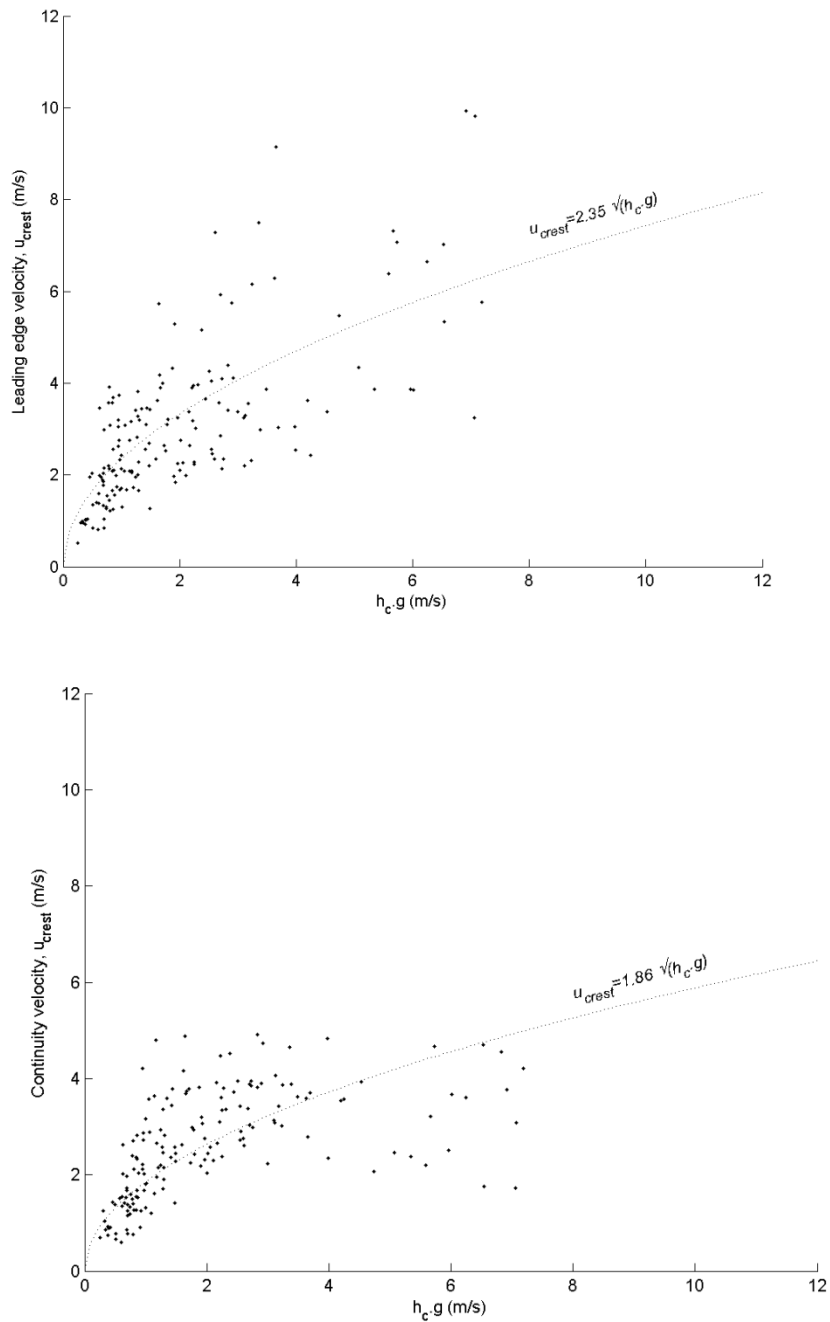 12
10
8
6
4
2
0
Leading edge velocity, u_crest (m/s)
u_crest=2.35 √(h_c.g)
0 2 4 6 8 10 12
h_c.g (m/s)
12
10
8
6
4
2
0
Continuity velocity, u_crest (m/s)
u_crest=1.86 √(h_c.g)
0 2 4 6 8 10 12
h_c.g (m/s)